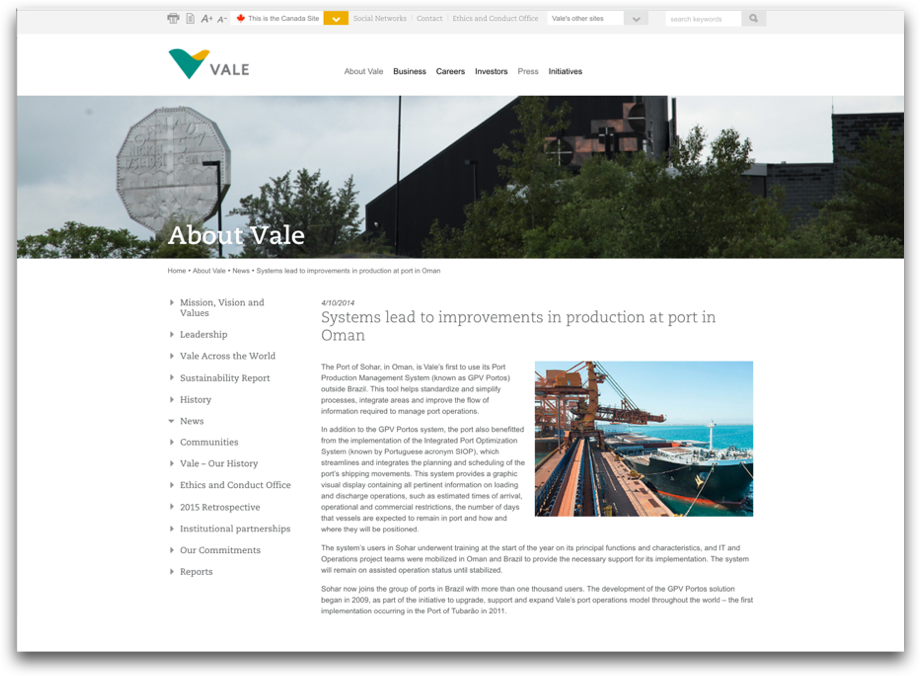 A+ A-
This is the Canada Site
Social Networks
Contact
Ethics and Conduct Office
Vale's other sites
search keywords
VALE
About Vale Business Careers Investors Press Initiatives
About Vale
Home • About Vale • News • Systems lead to improvements in production at port in Oman
Mission, Vision and
Values
Leadership
Vale Across the World
Sustainability Report
History
News
Communities
Vale – Our History
Ethics and Conduct Office
2015 Retrospective
Institutional partnerships
Our Commitments
Reports
4/10/2014
Systems lead to improvements in production at port in
Oman
The Port of Sohar, in Oman, is Vale's first to use its Port
Production Management System (known as GPV Portos)
outside Brazil. This tool helps standardize and simplify
processes, integrate areas and improve the flow of
information required to manage port operations.
In addition to the GPV Portos system, the port also benefitted
from the implementation of the Integrated Port Optimization
System (known by Portuguese acronym SIOP), which
streamlines and integrates the planning and scheduling of the
port's shipping movements. This system provides a graphic
visual display containing all pertinent information on loading
and discharge operations, such as estimated times of arrival,
operational and commercial restrictions, the number of days
that vessels are expected to remain in port and how and
where they will be positioned.
The system's users in Sohar underwent training at the start of the year on its principal functions and characteristics, and IT and
Operations project teams were mobilized in Oman and Brazil to provide the necessary support for its implementation. The system
will remain on assisted operation status until stabilized.
Sohar now joins the group of ports in Brazil with more than one thousand users. The development of the GPV Portos solution
began in 2009, as part of the initiative to upgrade, support and expand Vale's port operations model throughout the world – the first
implementation occurring in the Port of Tubarão in 2011.